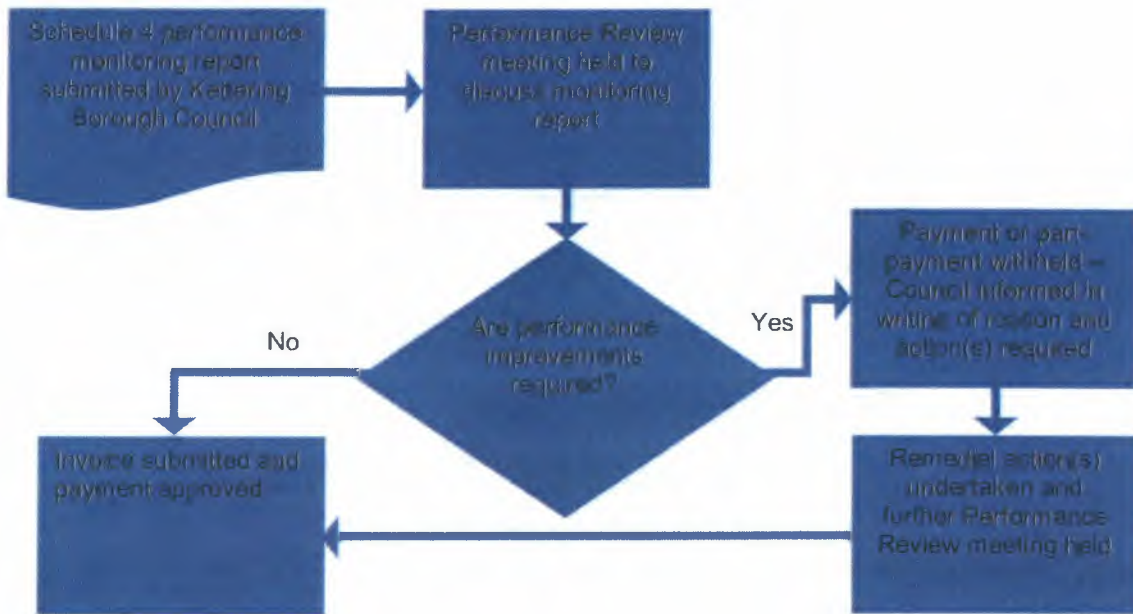 Schedule 4 performance
monitoring report
submitted by Kettering
Borough Council
Performance Review
meeting held to
discuss monitoring
report
Are performance
improvements
required?
Yes
No
Payment or part-
payment withheld –
Council informed in
writing of reason and
action(s) required
Remedial action(s)
undertaken and
further Performance
Review meeting held
Invoice submitted and
payment approved